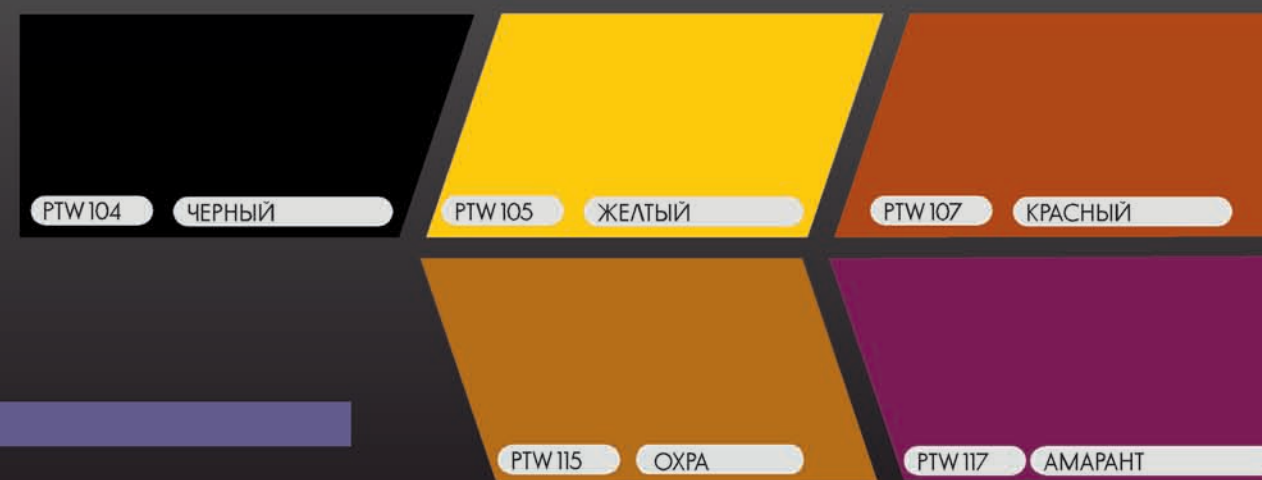 PTW 104 ЧЕРНЫЙ
PTW 105 ЖЕЛТЫЙ
PTW 107 КРАСНЫЙ
PTW 115 ОХРА
PTW 117 АМАРАНТ